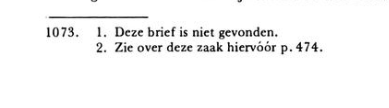 1073. 1. Deze brief is niet gevonden.
2. Zie over deze zaak hiervóór p. 474.